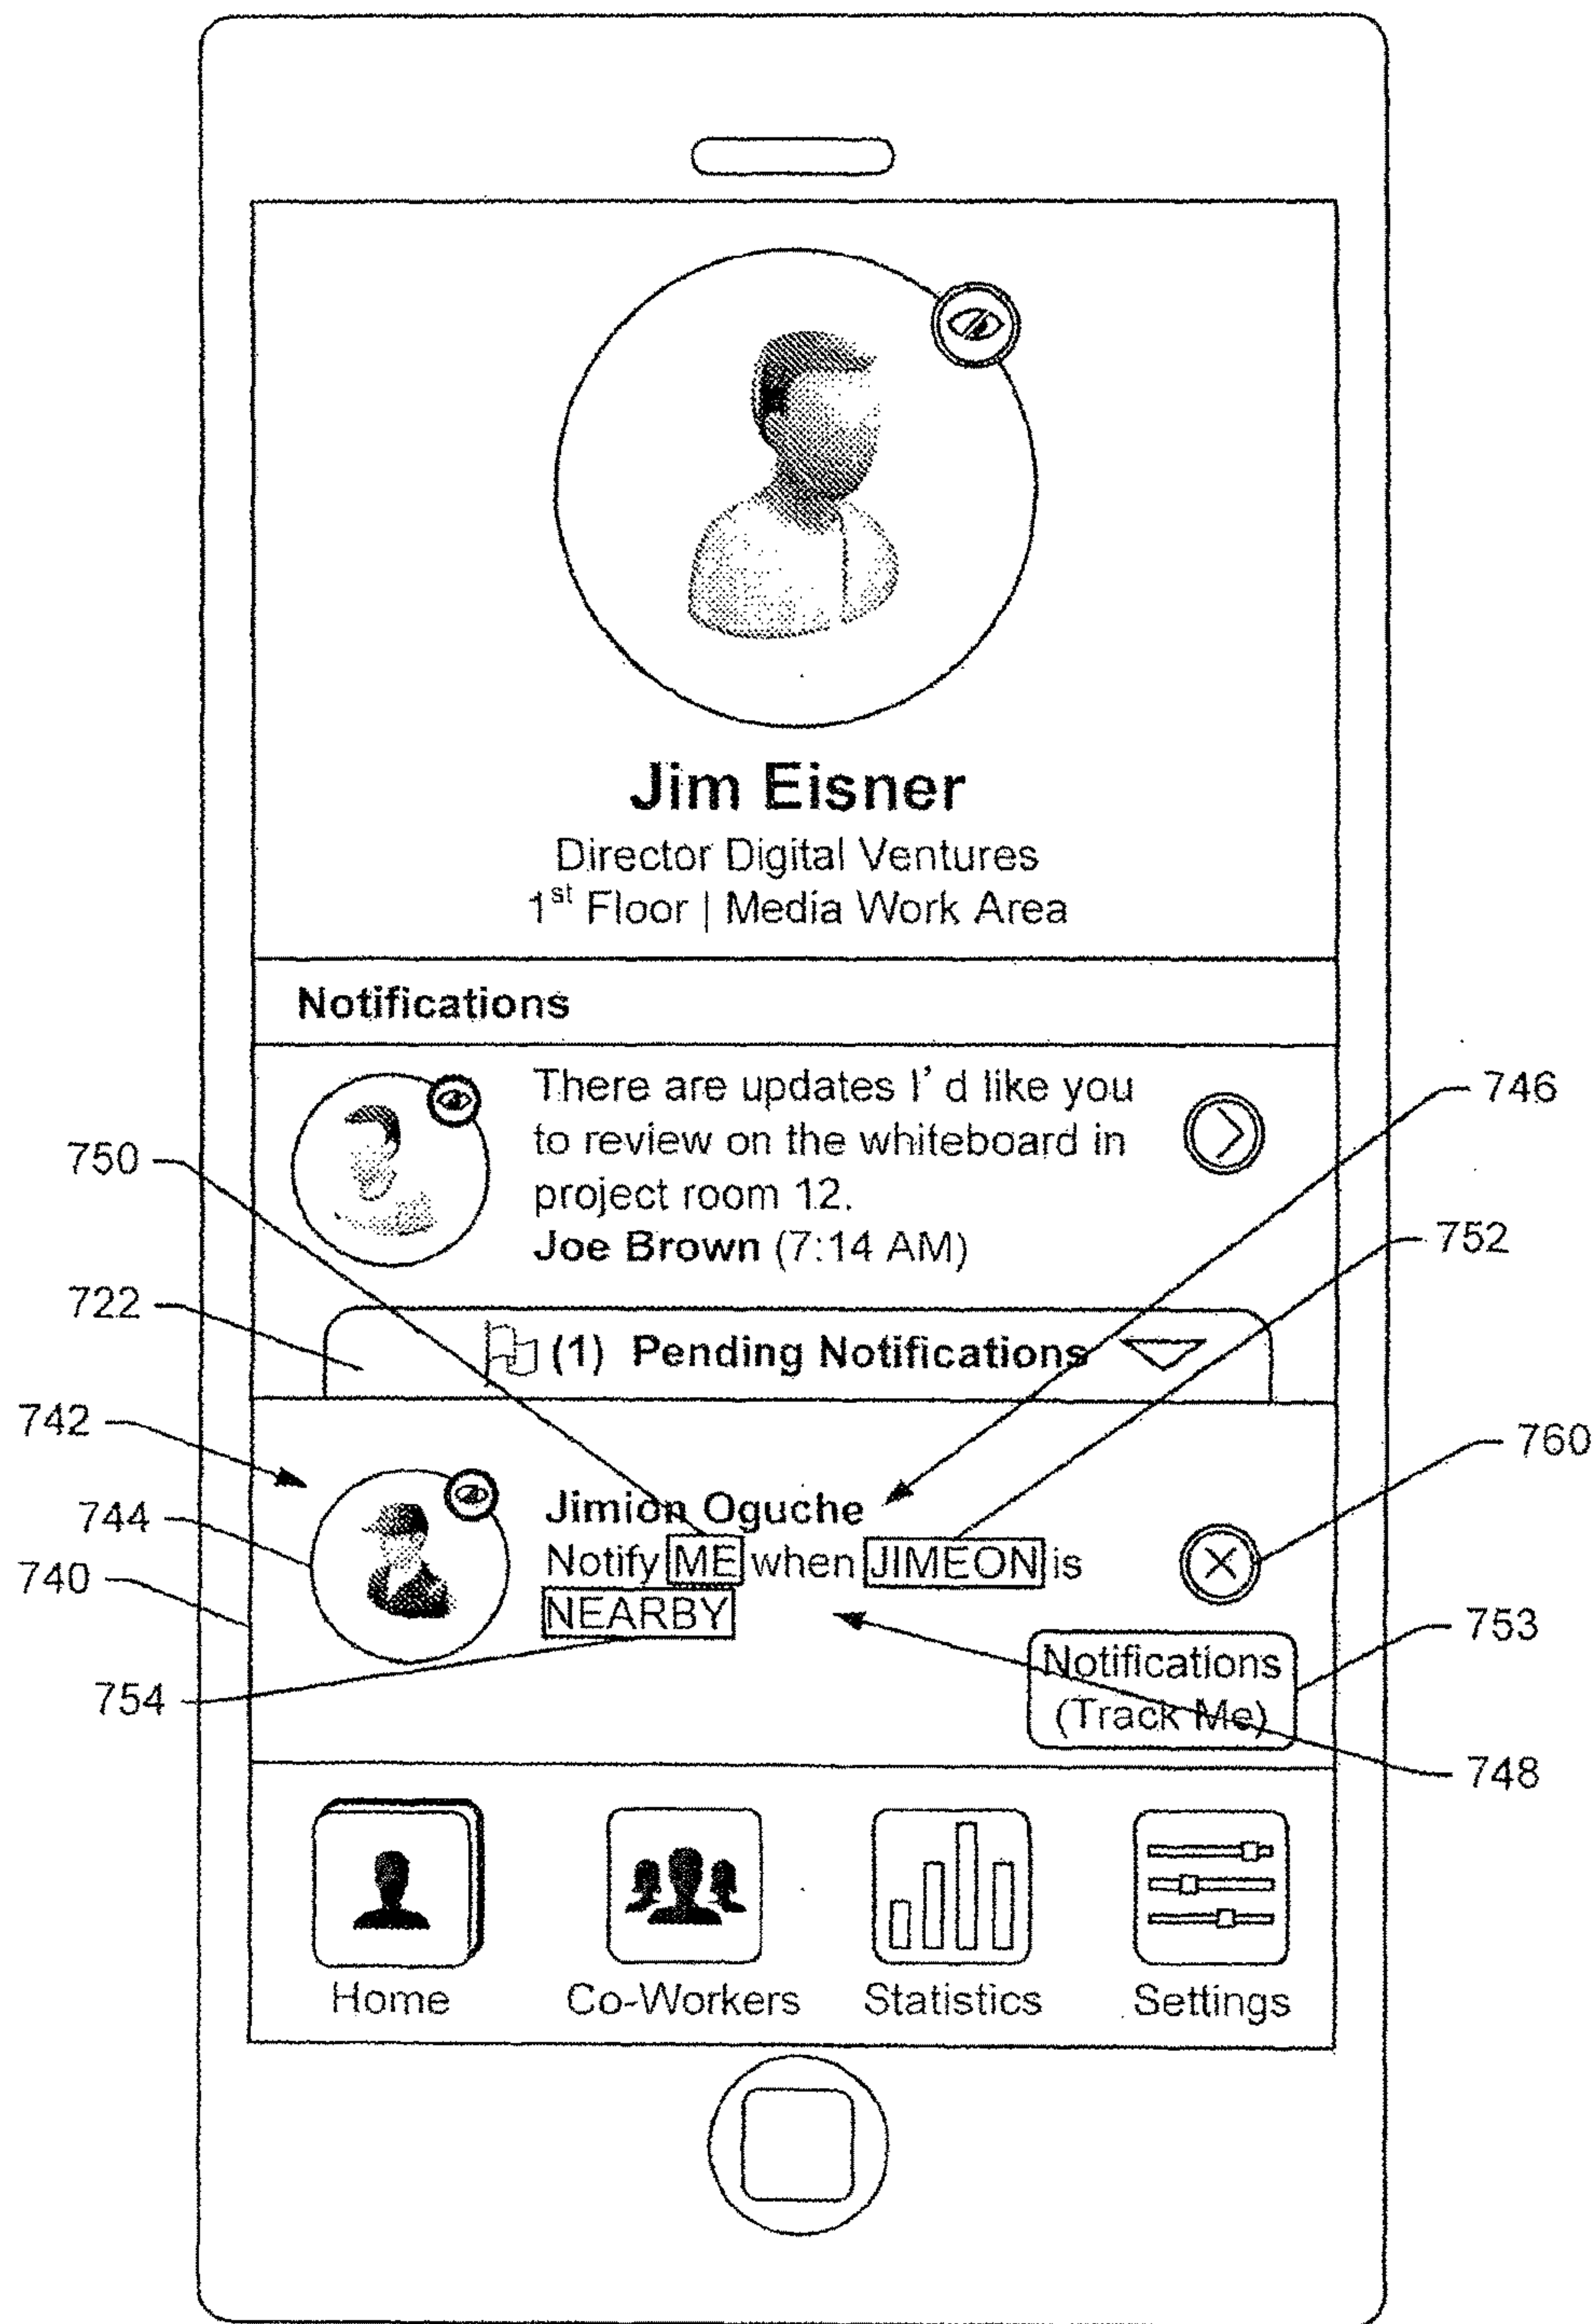 Jim Eisner
Director Digital Ventures
1st Floor | Media Work Area
Notifications
There are updates I'd like you
to review on the whiteboard in
project room 12.
Joe Brown (7:14 AM)
(1) Pending Notifications
Jimion Oguche
Notify ME when JIMEON is
NEARBY
Notifications
(Track Me)
Home Co-Workers Statistics Settings
750
722
742
744
740
754
746
752
760
753
748